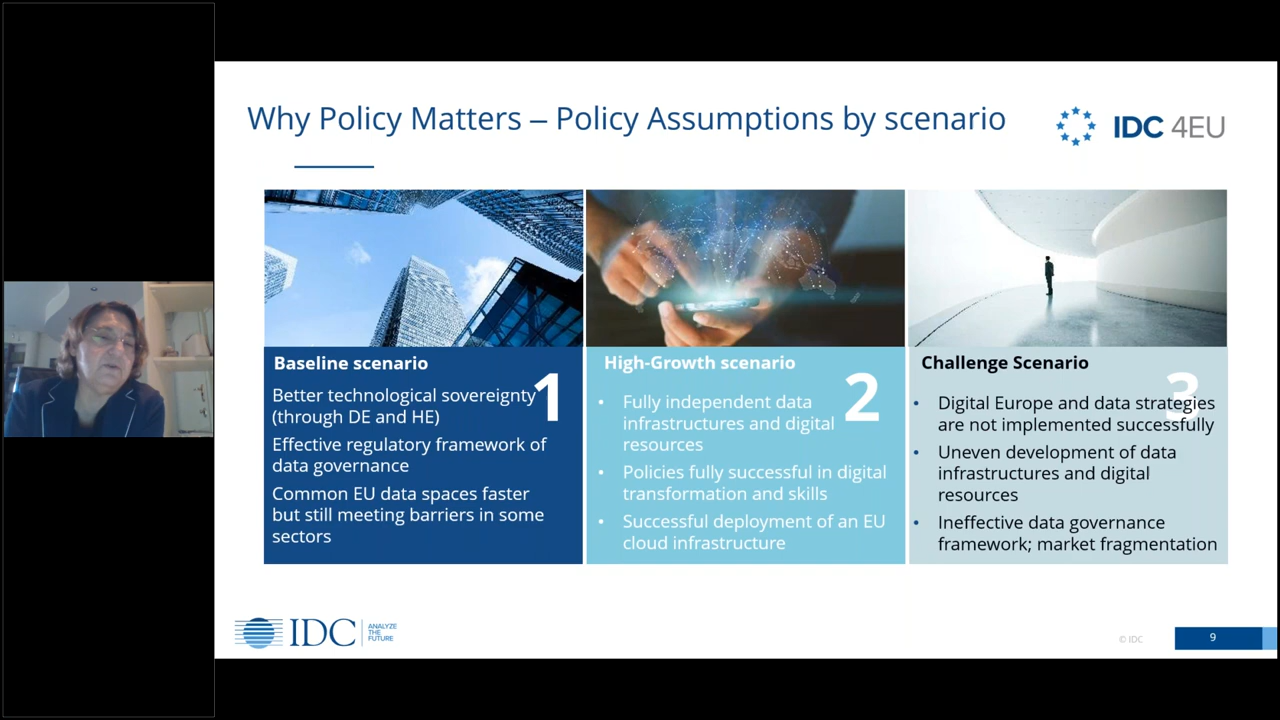 Why Policy Matters – Policy Assumptions by scenario
IDC 4EU
Baseline scenario
1
Better technological sovereignty
(through DE and HE)
Effective regulatory framework of
data governance
Common EU data spaces faster
but still meeting barriers in some
sectors
High-Growth scenario
2
• Fully independent data
infrastructures and digital
resources
• Policies fully successful in digital
transformation and skills
• Successful deployment of an EU
cloud infrastructure
Challenge Scenario
3
• Digital Europe and data strategies
are not implemented successfully
• Uneven development of data
infrastructures and digital
resources
• Ineffective data governance
framework; market fragmentation
IDC
ANALYZE
THE
FUTURE
© IDC
9